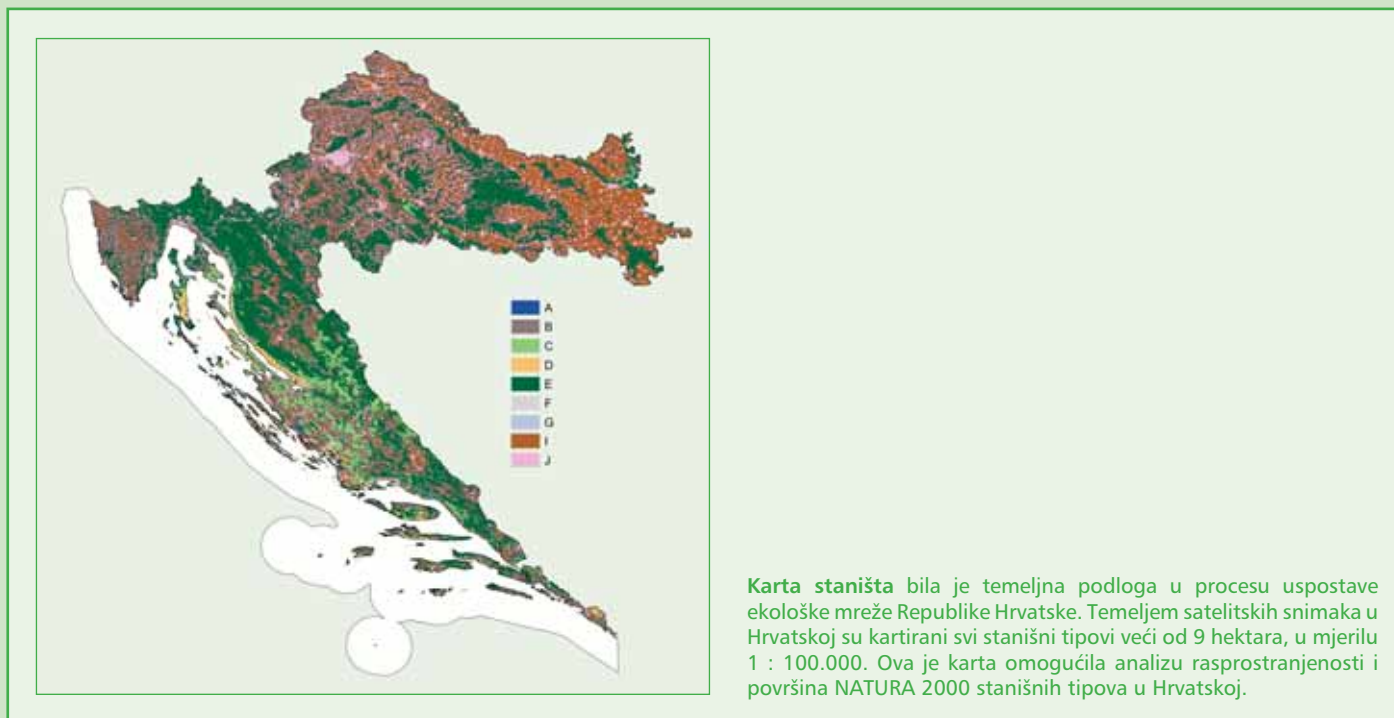 A
B
C
D
E
F
G
I
J
Karta staništa bila je temeljna podloga u procesu uspostave
ekološke mreže Republike Hrvatske. Temeljem satelitskih snimaka u
Hrvatskoj su kartirani svi stanišni tipovi veći od 9 hektara, u mjerilu
1 : 100.000. Ova je karta omogućila analizu rasprostranjenosti i
površina NATURA 2000 stanišnih tipova u Hrvatskoj.